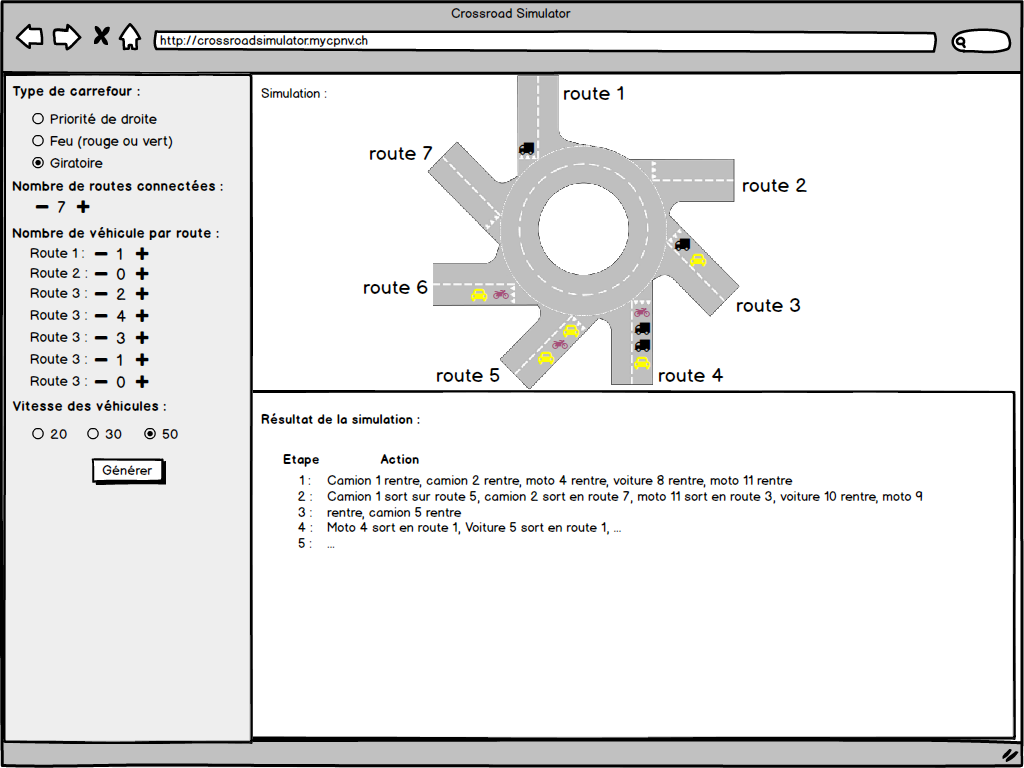 Crossroad Simulator
http://crossroadsimulator.mycpnv.ch
Type de carrefour :
Priorité de droite
Feu (rouge ou vert)
Giratoire
Nombre de routes connectées :
7
Nombre de véhicule par route :
Route 1 : 1
Route 2 : 0
Route 3 : 2
Route 3 : 4
Route 3 : 3
Route 3 : 1
Route 3 : 0
Vitesse des véhicules :
20 30 50
Générer
Simulation :
route 1
route 7
route 2
route 6
route 3
route 5
route 4
Résultat de la simulation :
Etape Action
1 : Camion 1 rentre, camion 2 rentre, moto 4 rentre, voiture 8 rentre, moto 11 rentre
2 : Camion 1 sort sur route 5, camion 2 sort en route 7, moto 11 sort en route 3, voiture 10 rentre, moto 9
3 : rentre, camion 5 rentre
4 : Moto 4 sort en route 1, Voiture 5 sort en route 1, ...
5 : ...